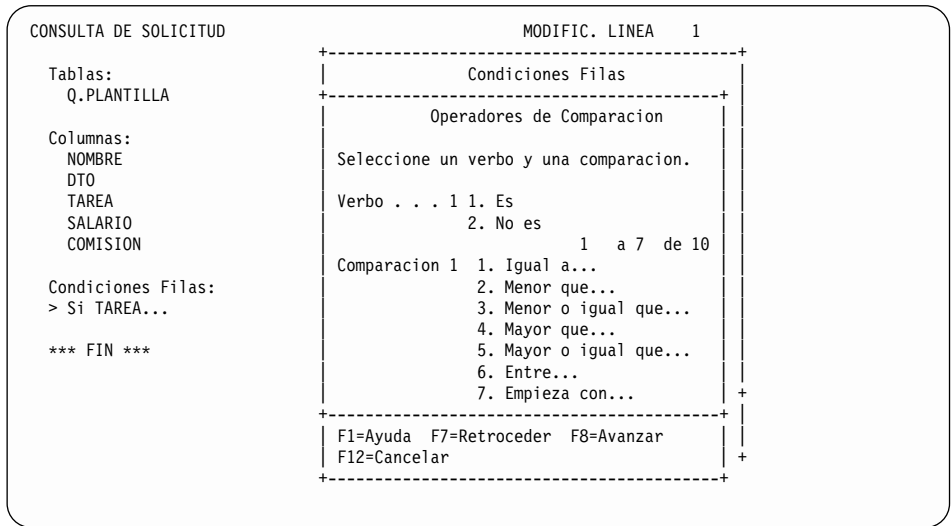 CONSULTA DE SOLICITUD MODIFIC. LINEA 1
Tablas: Condiciones Filas
Q.PLANTILLA
Operadores de Comparacion
Columnas:
NOMBRE Seleccione un verbo y una comparacion.
DTO
TAREA Verbo . . . 1 1. Es
SALARIO 2. No es
COMISION 1 a 7 de 10
Comparacion 1 1. Igual a...
Condiciones Filas: 2. Menor que...
> Si TAREA... 3. Menor o igual que...
4. Mayor que...
*** FIN *** 5. Mayor o igual que...
6. Entre...
7. Empieza con... +
F1=Ayuda F7=Retroceder F8=Avanzar
F12=Cancelar +